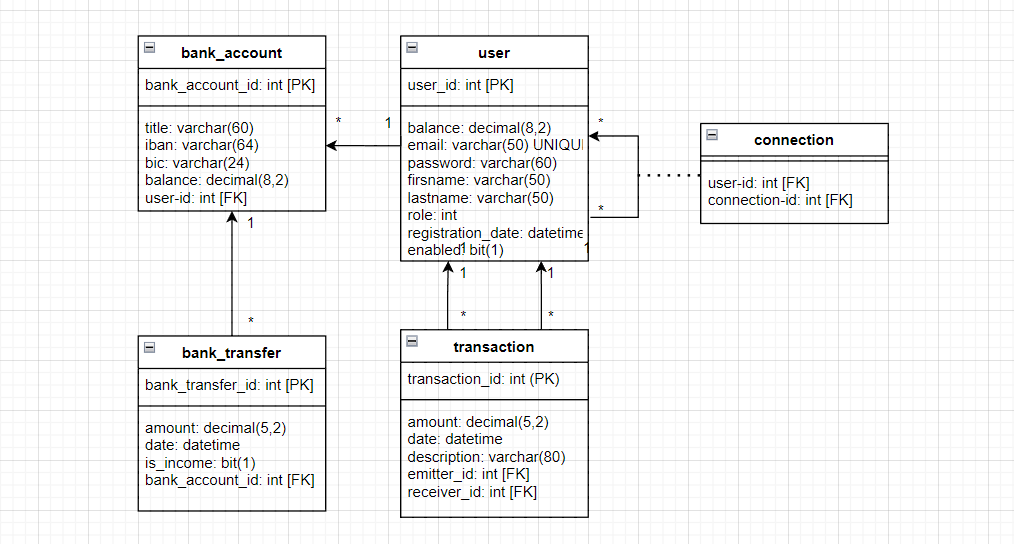 bank_account
bank_account_id: int [PK]
title: varchar(60)
iban: varchar(64)
bic: varchar(24)
balance: decimal(8,2)
user-id: int [FK]
*
1
user
user_id: int [PK]
balance: decimal(8,2)
email: varchar(50) UNIQU
password: varchar(60)
firsname: varchar(50)
lastname: varchar(50)
role: int
registration_date: datetime
enabled: bit(1)
1
1
*
*
connection
user-id: int [FK]
connection-id: int [FK]
1
*
1
1
*
*
bank_transfer
bank_transfer_id: int [PK]
amount: decimal(5,2)
date: datetime
is_income: bit(1)
bank_account_id: int [FK]
transaction
transaction_id: int (PK)
amount: decimal(5,2)
date: datetime
description: varchar(80)
emitter_id: int [FK]
receiver_id: int [FK]